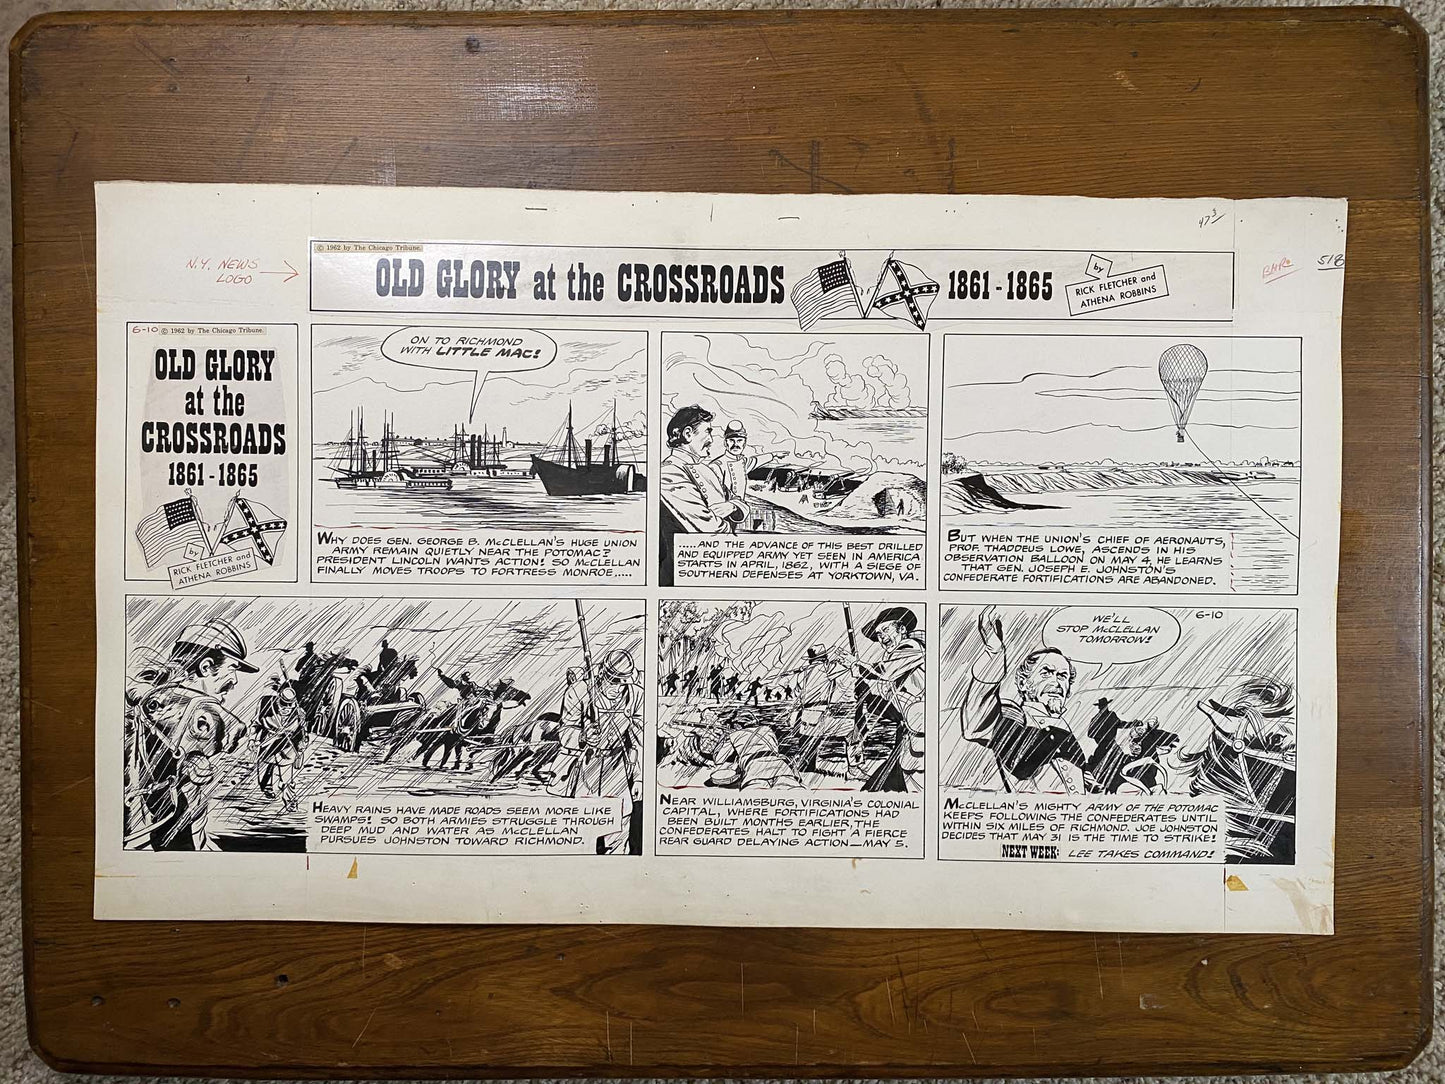 47 3/
N.Y. NEWS
LOGO
© 1962 by The Chicago Tribune.
OLD GLORY at the CROSSROADS
1861-1865
by
RICK FLETCHER and
ATHENA ROBBINS
518
6-10 © 1962 by The Chicago Tribune.
OLD GLORY
at the
CROSSROADS
1861-1865
by
RICK FLETCHER and
ATHENA ROBBINS
ON TO RICHMOND
WITH LITTLE MAC!
WHY DOES GEN. GEORGE B. McCLELLAN'S HUGE UNION
ARMY REMAIN QUIETLY NEAR THE POTOMAC?
PRESIDENT LINCOLN WANTS ACTION! SO McCLELLAN
FINALLY MOVES TROOPS TO FORTRESS MONROE,....
.....AND THE ADVANCE OF THIS BEST DRILLED
AND EQUIPPED ARMY YET SEEN IN AMERICA
STARTS IN APRIL, 1862, WITH A SIEGE OF
SOUTHERN DEFENSES AT YORKTOWN, VA.
BUT WHEN THE UNION'S CHIEF OF AERONAUTS,
PROF. THADDEUS LOWE, ASCENDS IN HIS
OBSERVATION BALLOON ON MAY 4, HE LEARNS
THAT GEN. JOSEPH E. JOHNSTON'S
CONFEDERATE FORTIFICATIONS ARE ABANDONED.
HEAVY RAINS HAVE MADE ROADS SEEM MORE LIKE
SWAMPS! SO BOTH ARMIES STRUGGLE THROUGH
DEEP MUD AND WATER AS McCLELLAN
PURSUES JOHNSTON TOWARD RICHMOND.
NEAR WILLIAMSBURG, VIRGINIA'S COLONIAL
CAPITAL, WHERE FORTIFICATIONS HAD
BEEN BUILT MONTHS EARLIER, THE
CONFEDERATES HALT TO FIGHT A FIERCE
REAR GUARD DELAYING ACTION—MAY 5.
WE'LL
STOP McCLELLAN
TOMORROW!
6-10
McCLELLAN'S MIGHTY ARMY OF THE POTOMAC
KEEPS FOLLOWING THE CONFEDERATES UNTIL
WITHIN SIX MILES OF RICHMOND. JOE JOHNSTON
DECIDES THAT MAY 31 IS THE TIME TO STRIKE!
NEXT WEEK: LEE TAKES COMMAND!